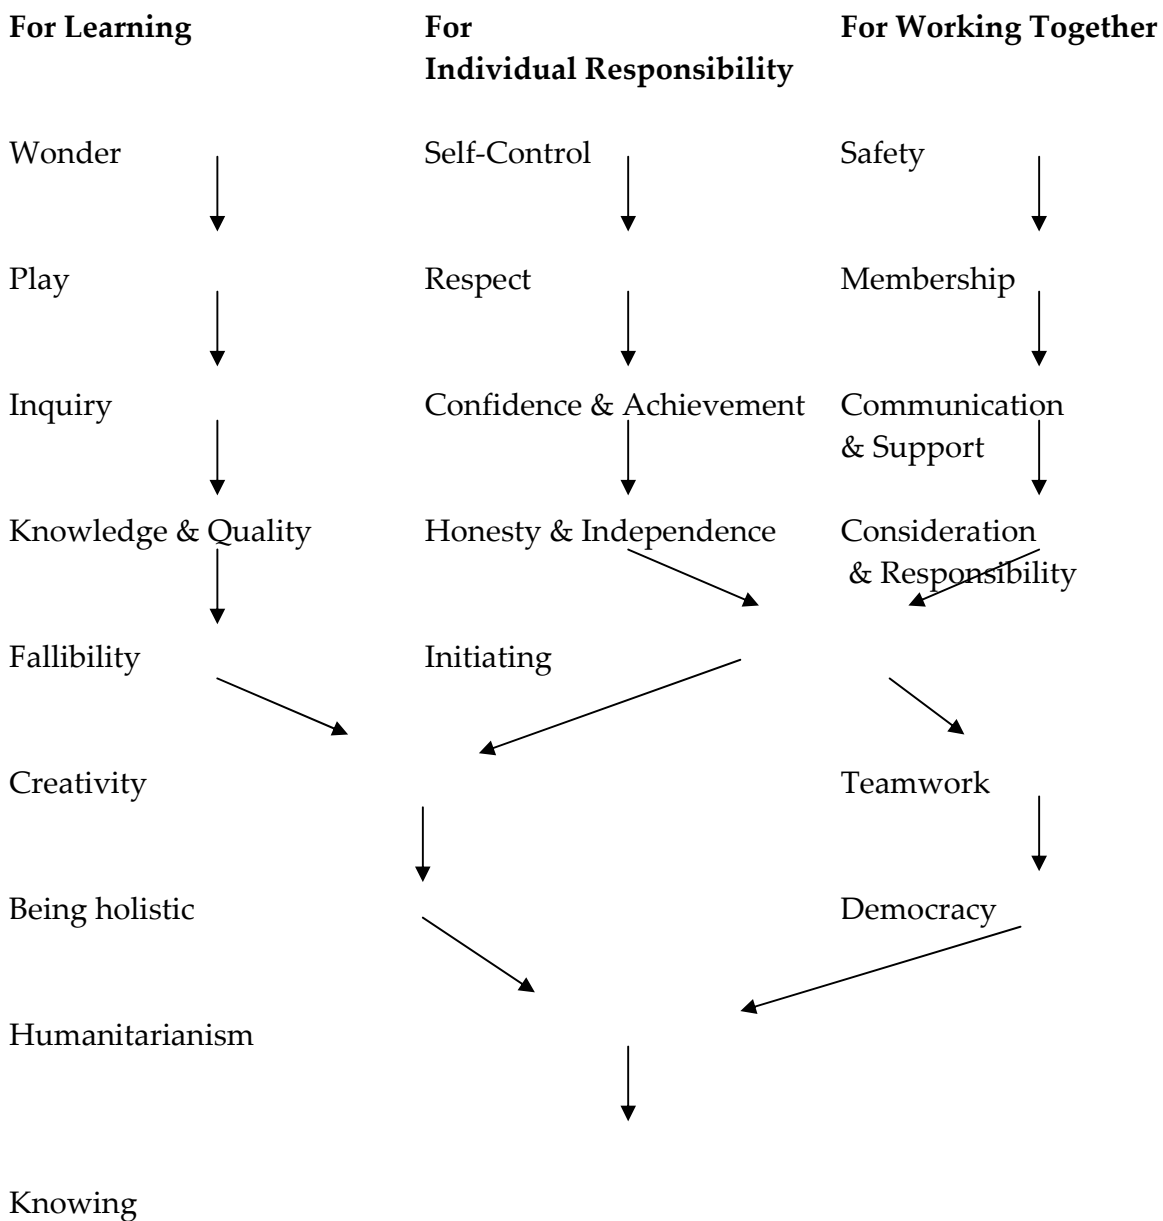 For Learning
For
Individual Responsibility
For Working Together
Wonder
Self-Control
Safety
Play
Respect
Membership
Inquiry
Confidence & Achievement
Communication
& Support
Knowledge & Quality
Honesty & Independence
Consideration
& Responsibility
Fallibility
Initiating
Creativity
Teamwork
Being holistic
Democracy
Humanitarianism
Knowing